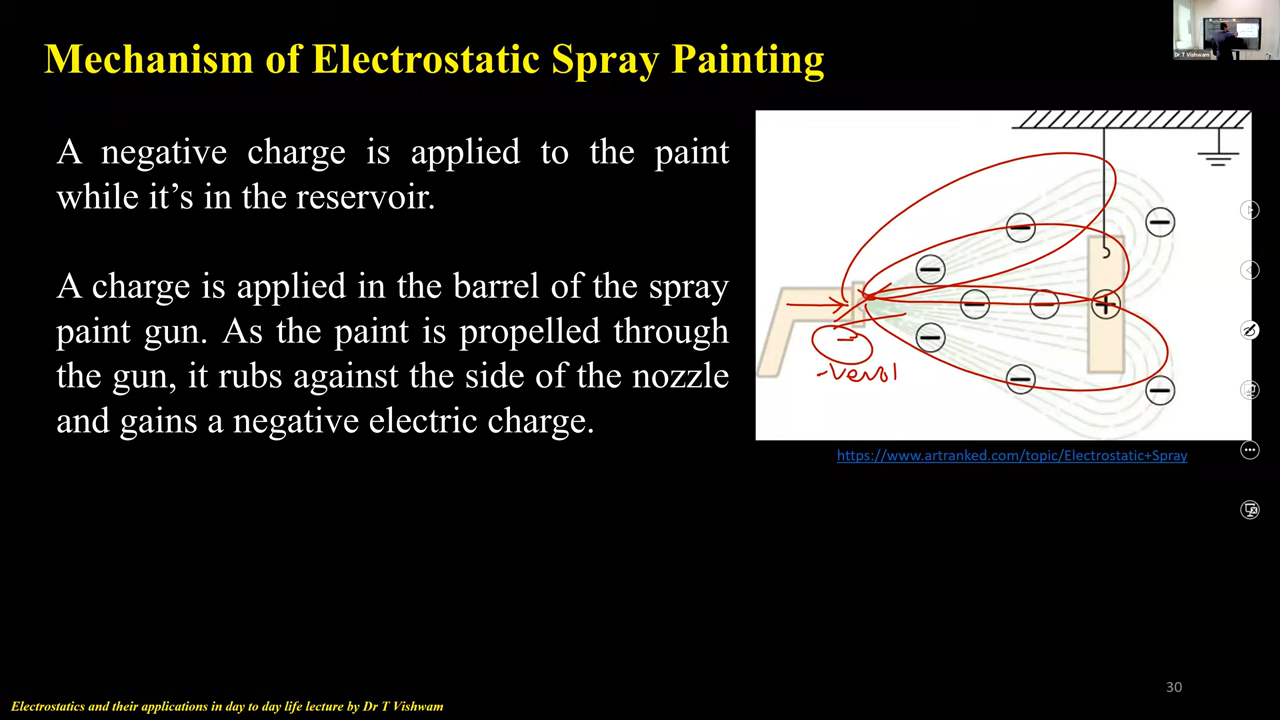 Mechanism of Electrostatic Spray Painting
Dr.T Vishwam
A negative charge is applied to the paint
while it’s in the reservoir.
A charge is applied in the barrel of the spray
paint gun. As the paint is propelled through
the gun, it rubs against the side of the nozzle
and gains a negative electric charge.
https://www.artranked.com/topic/Electrostatic+Spray
30
Electrostatics and their applications in day to day life lecture by Dr T Vishwam